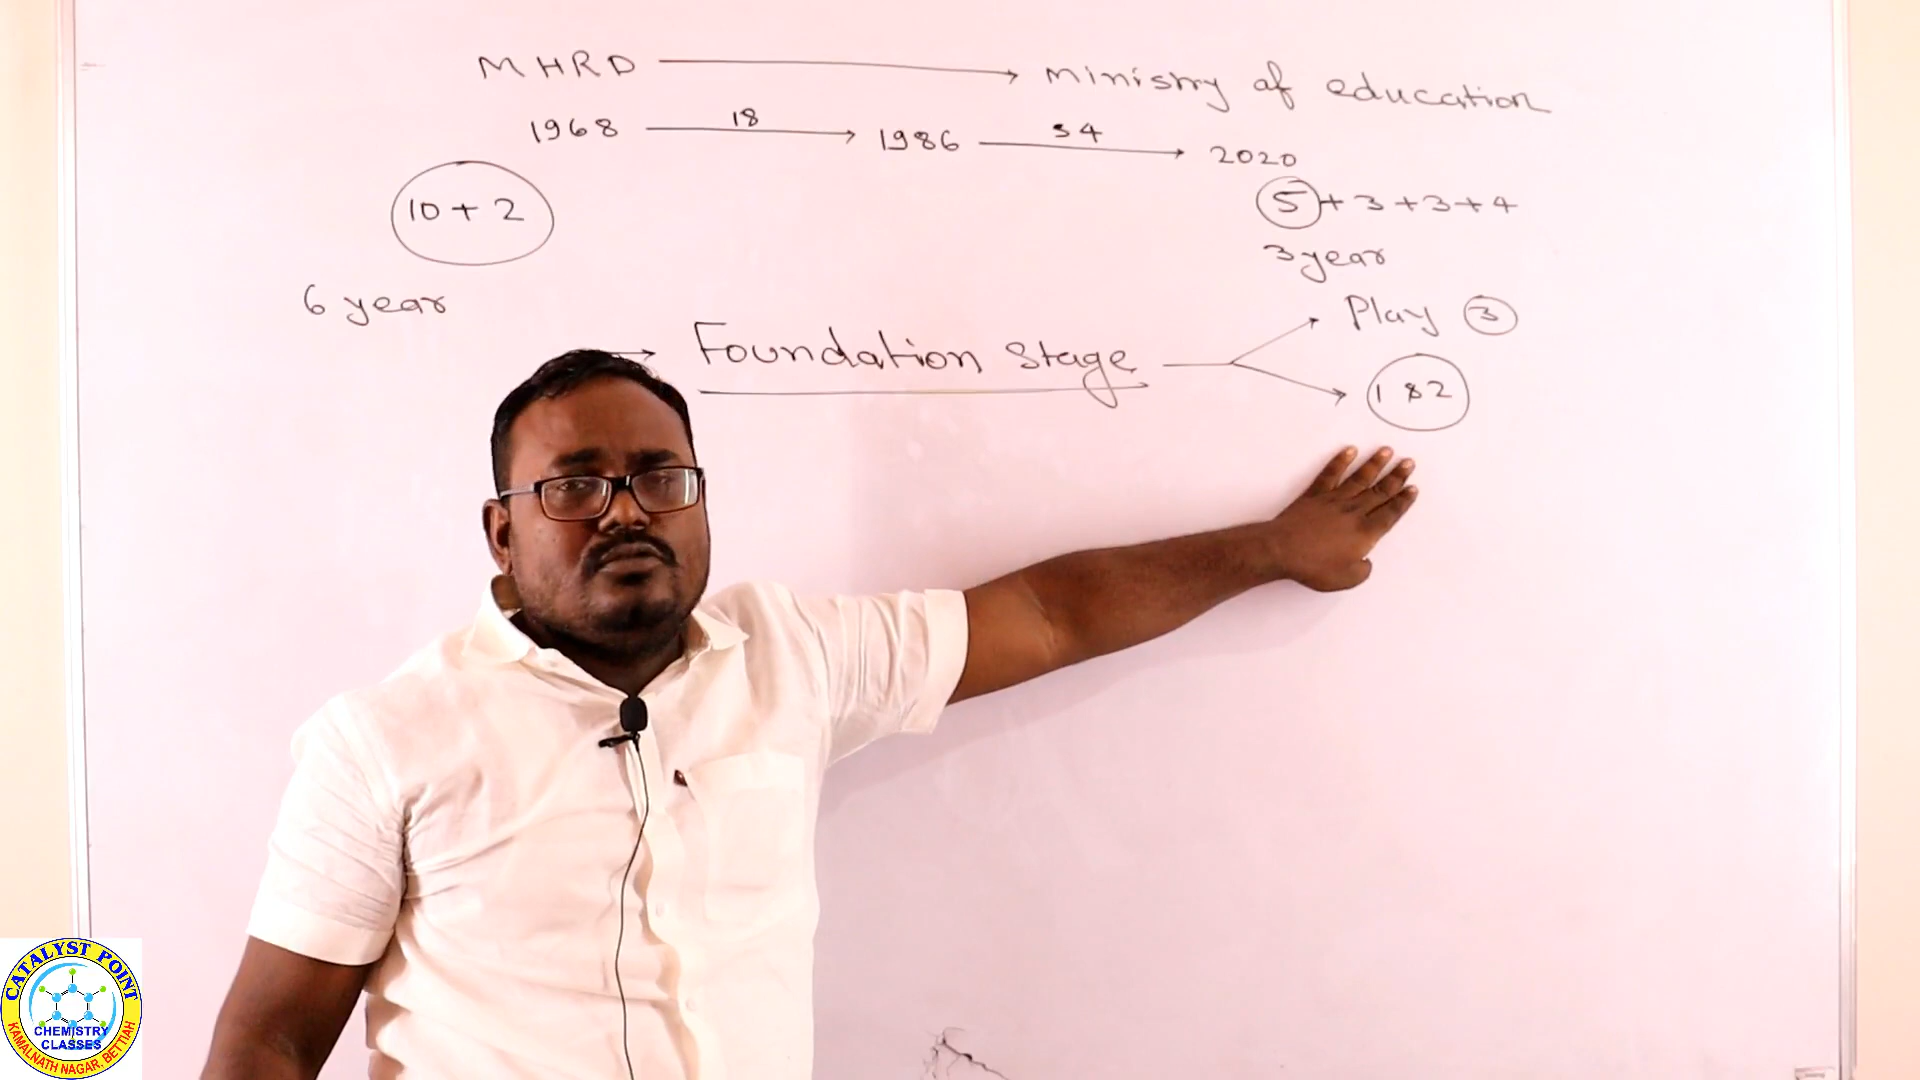 MHRD → Ministry of education
1968 —18→ 1986 —34→ 2020
10+2
5+3+3+4
3 year
6 year
Play 3
→ Foundation Stage
1 & 2
CATALYST POINT
CHEMISTRY
CLASSES
KAMALNATH NAGAR, BETTIAH